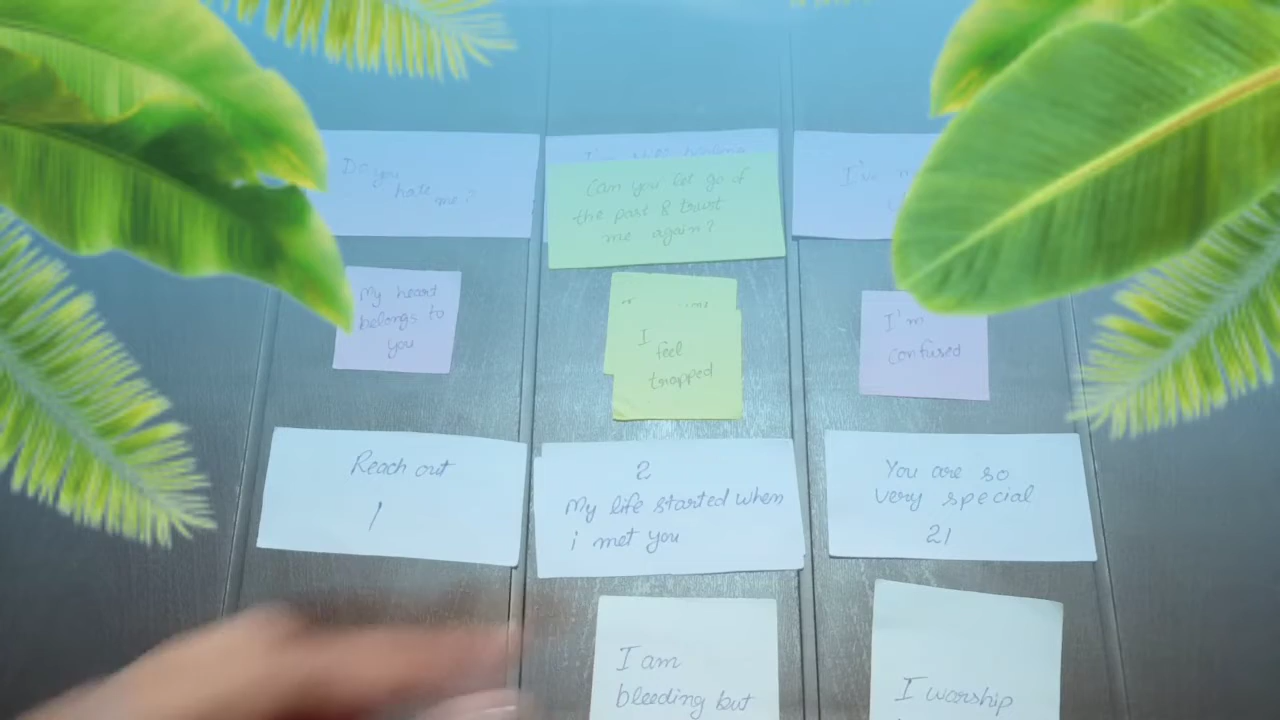 Do you
hate
me?
Can you let go of
the past & trust
me again?
I've
My heart
belongs to
you
I
feel
trapped
I'm
confused
Reach out
1
2
My life started when
i met you
You are so
very special
21
I am
bleeding but
I worship